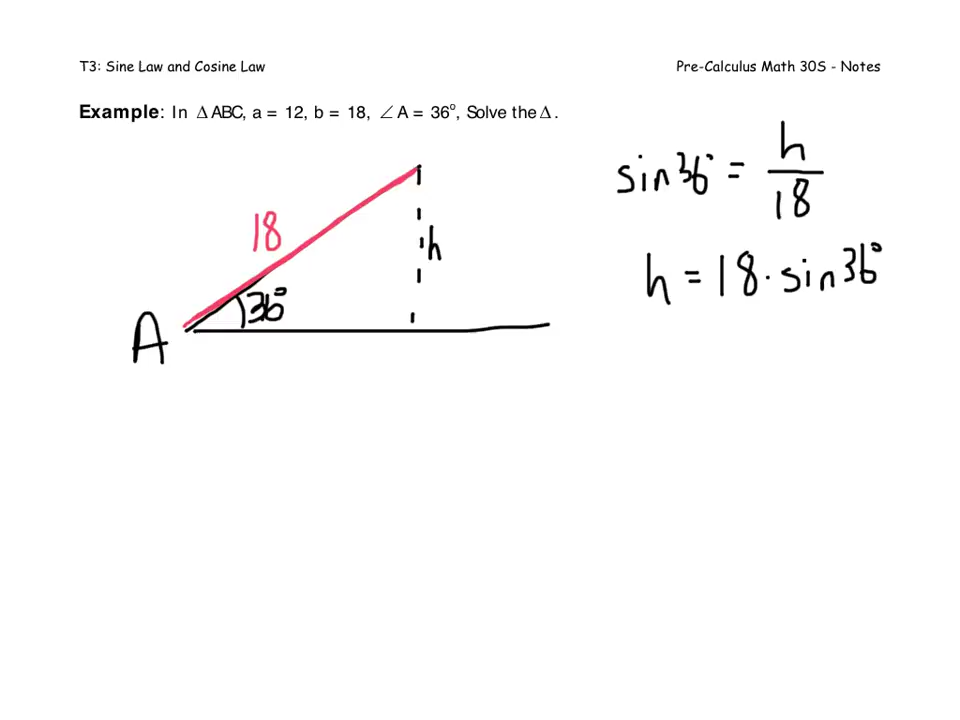 T3: Sine Law and Cosine Law Pre-Calculus Math 30S - Notes
Example: In Δ ABC, a = 12, b = 18, ∠ A = 36°, Solve the Δ.
sin 36° = h/18
18
h
h = 18 · sin 36°
36°
A